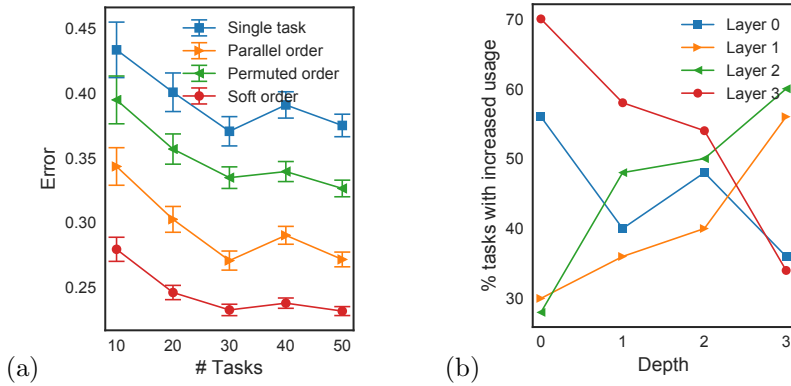 0.45
0.40
0.35
0.30
0.25
Error
Single task
Parallel order
Permuted order
Soft order
10 20 30 40 50
# Tasks
(a)
70
60
50
40
30
% tasks with increased usage
Layer 0
Layer 1
Layer 2
Layer 3
0 1 2 3
Depth
(b)